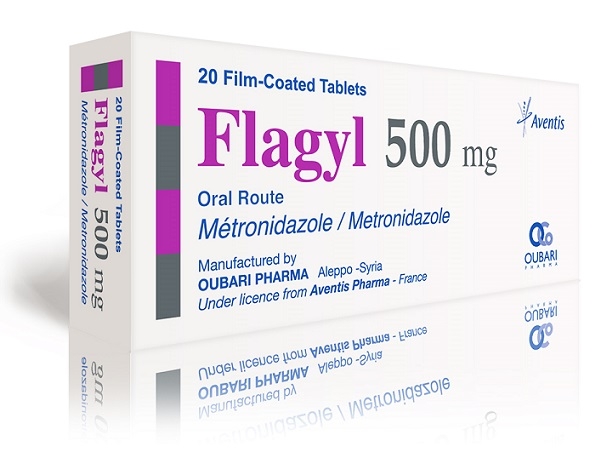 20 Film-Coated Tablets
Flagyl 500 mg
Métronidazole / Metronidazole
20 Film-Coated Tablets
Flagyl 500 mg
Oral Route
Métronidazole / Metronidazole
Manufactured by
OUBARI PHARMA Aleppo -Syria
Under licence from Aventis Pharma - France
Aventis
OUBARI
PHARMA